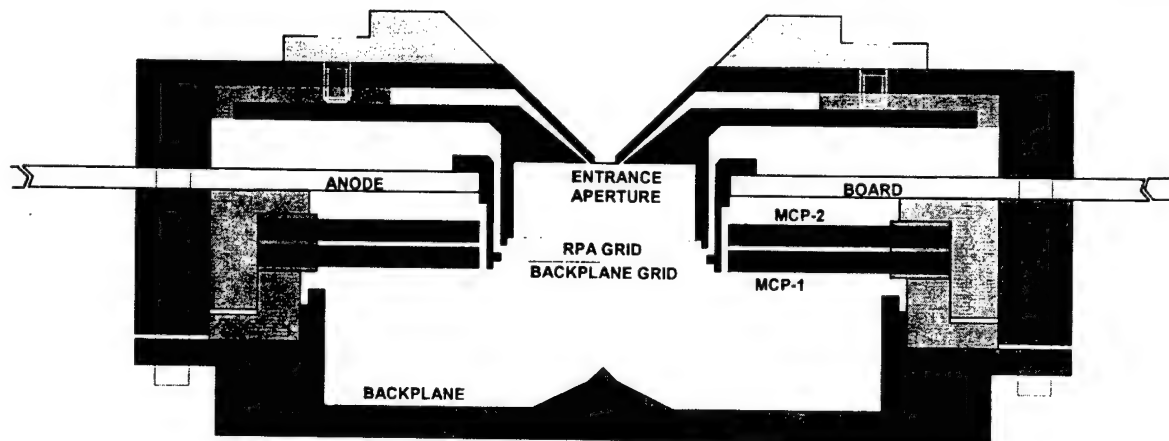 ENTRANCE
APERTURE
ANODE
BOARD
MCP-2
RPA GRID
BACKPLANE GRID
MCP-1
BACKPLANE